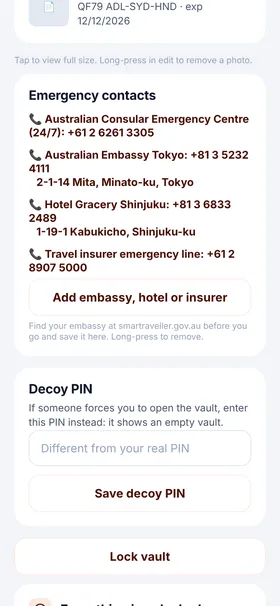 QF79 ADL-SYD-HND · exp
12/12/2026
Tap to view full size. Long-press in edit to remove a photo.
Emergency contacts
📞 Australian Consular Emergency Centre
(24/7): +61 2 6261 3305
📞 Australian Embassy Tokyo: +81 3 5232
4111
2-1-14 Mita, Minato-ku, Tokyo
📞 Hotel Gracery Shinjuku: +81 3 6833
2489
1-19-1 Kabukicho, Shinjuku-ku
📞 Travel insurer emergency line: +61 2
8907 5000
Add embassy, hotel or insurer
Find your embassy at smartraveller.gov.au before you
go and save it here. Long-press to remove.
Decoy PIN
If someone forces you to open the vault, enter
this PIN instead: it shows an empty vault.
Different from your real PIN
Save decoy PIN
Lock vault